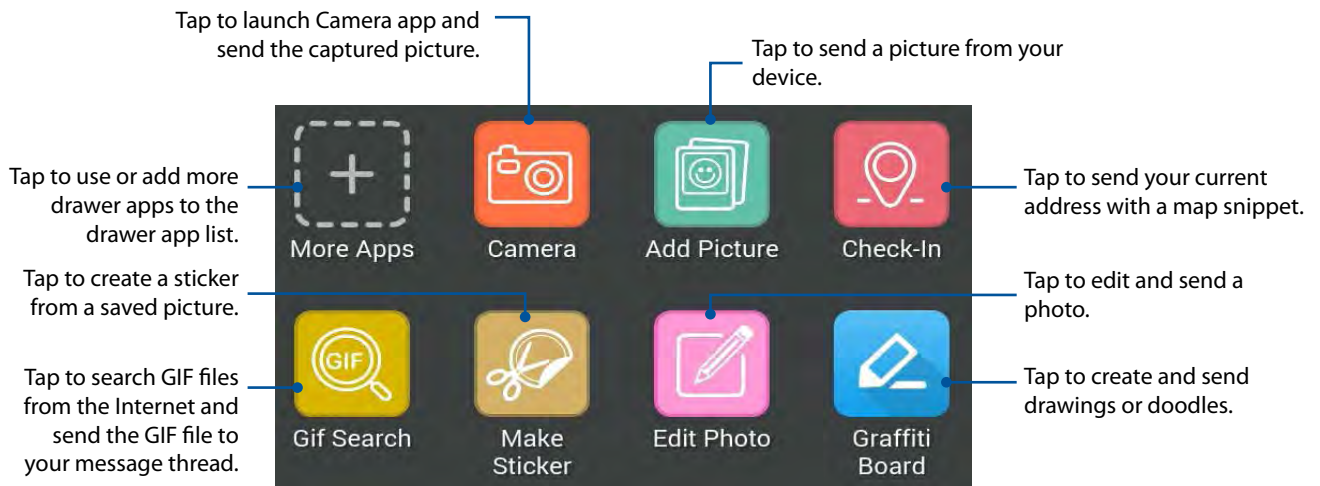 Tap to launch Camera app and
send the captured picture.
Tap to send a picture from your
device.
Tap to use or add more
drawer apps to the
drawer app list.
More Apps
Camera
Add Picture
Check-In
Tap to send your current
address with a map snippet.
Tap to create a sticker
from a saved picture.
Tap to edit and send a
photo.
Tap to search GIF files
from the Internet and
send the GIF file to
your message thread.
GIF
Gif Search
Make
Sticker
Edit Photo
Graffiti
Board
Tap to create and send
drawings or doodles.